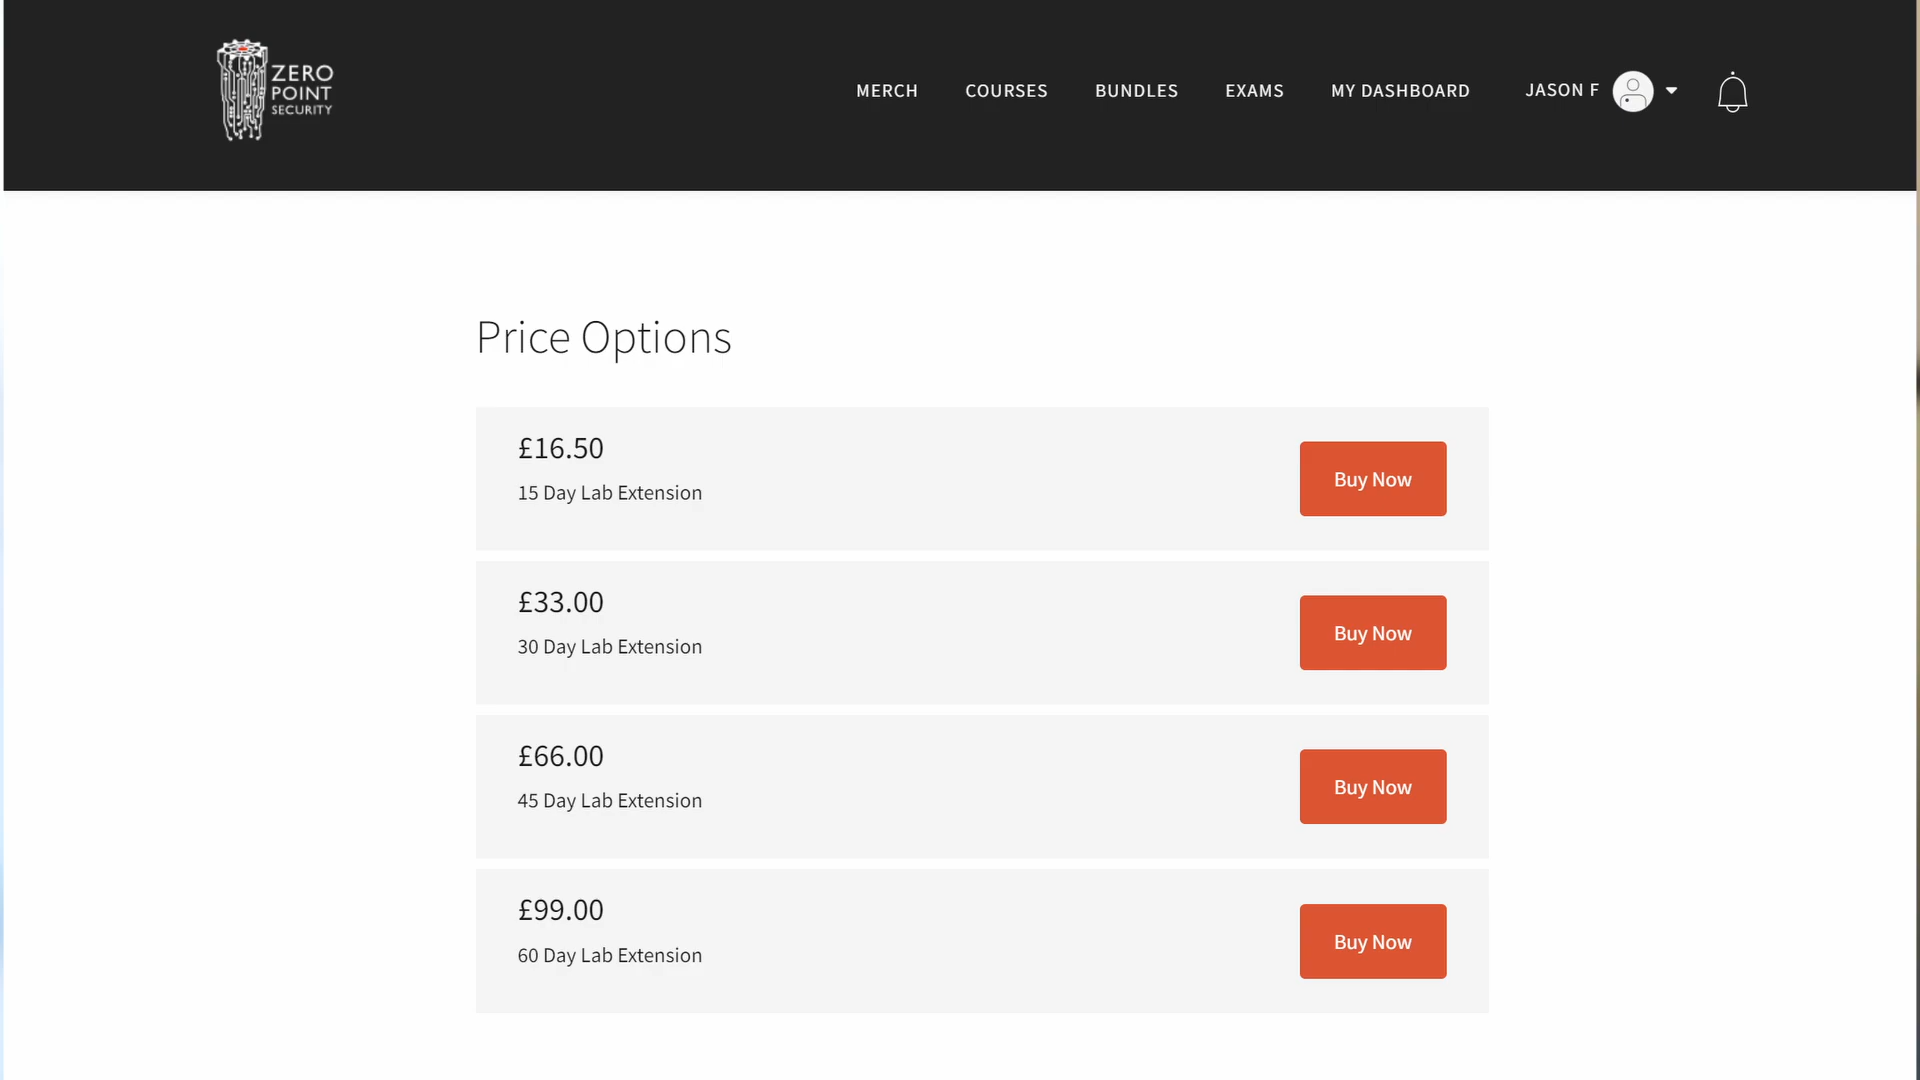 ZERO
POINT
SECURITY
MERCH COURSES BUNDLES EXAMS MY DASHBOARD JASON F
Price Options
£16.50
15 Day Lab Extension
Buy Now
£33.00
30 Day Lab Extension
Buy Now
£66.00
45 Day Lab Extension
Buy Now
£99.00
60 Day Lab Extension
Buy Now